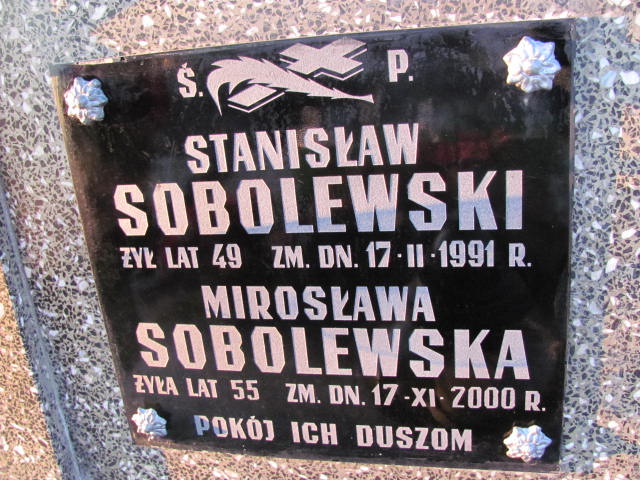 Ś. P.
STANISŁAW
SOBOLEWSKI
ŻYŁ LAT 49 ZM. DN. 17·II·1991 R.
MIROSŁAWA
SOBOLEWSKA
ŻYŁA LAT 55 ZM. DN. 17·XI·2000 R.
POKÓJ ICH DUSZOM